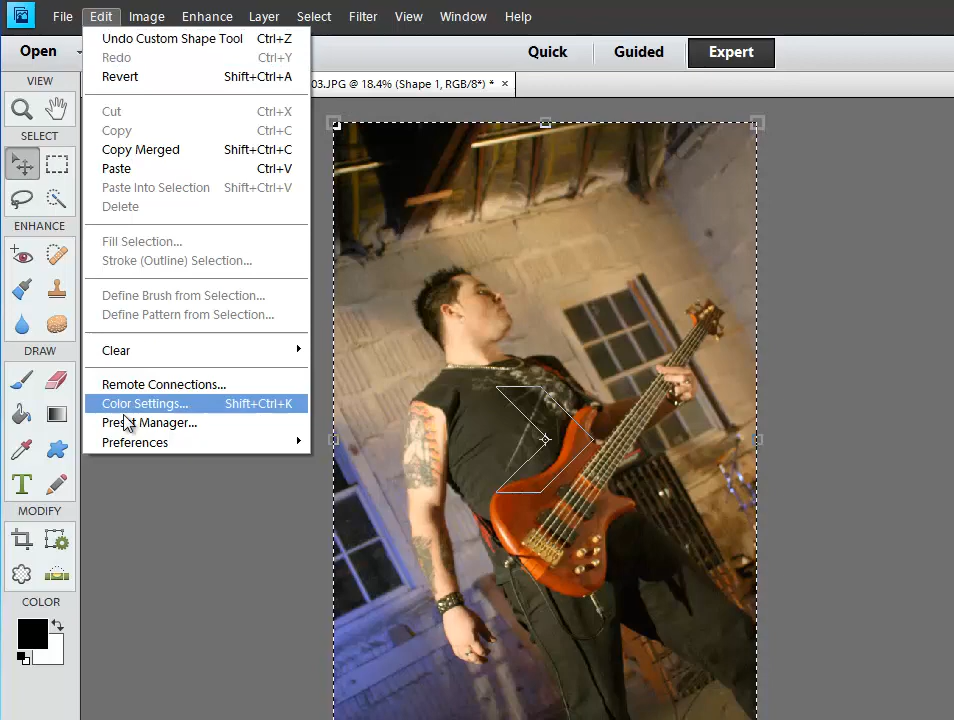 File Edit Image Enhance Layer Select Filter View Window Help
Open Quick Guided Expert
03.JPG @ 18.4% (Shape 1, RGB/8*) * ×
VIEW
SELECT
ENHANCE
DRAW
T
MODIFY
COLOR
Undo Custom Shape Tool Ctrl+Z
Redo Ctrl+Y
Revert Shift+Ctrl+A
Cut Ctrl+X
Copy Ctrl+C
Copy Merged Shift+Ctrl+C
Paste Ctrl+V
Paste Into Selection Shift+Ctrl+V
Delete
Fill Selection...
Stroke (Outline) Selection...
Define Brush from Selection...
Define Pattern from Selection...
Clear
Remote Connections...
Color Settings... Shift+Ctrl+K
Preset Manager...
Preferences